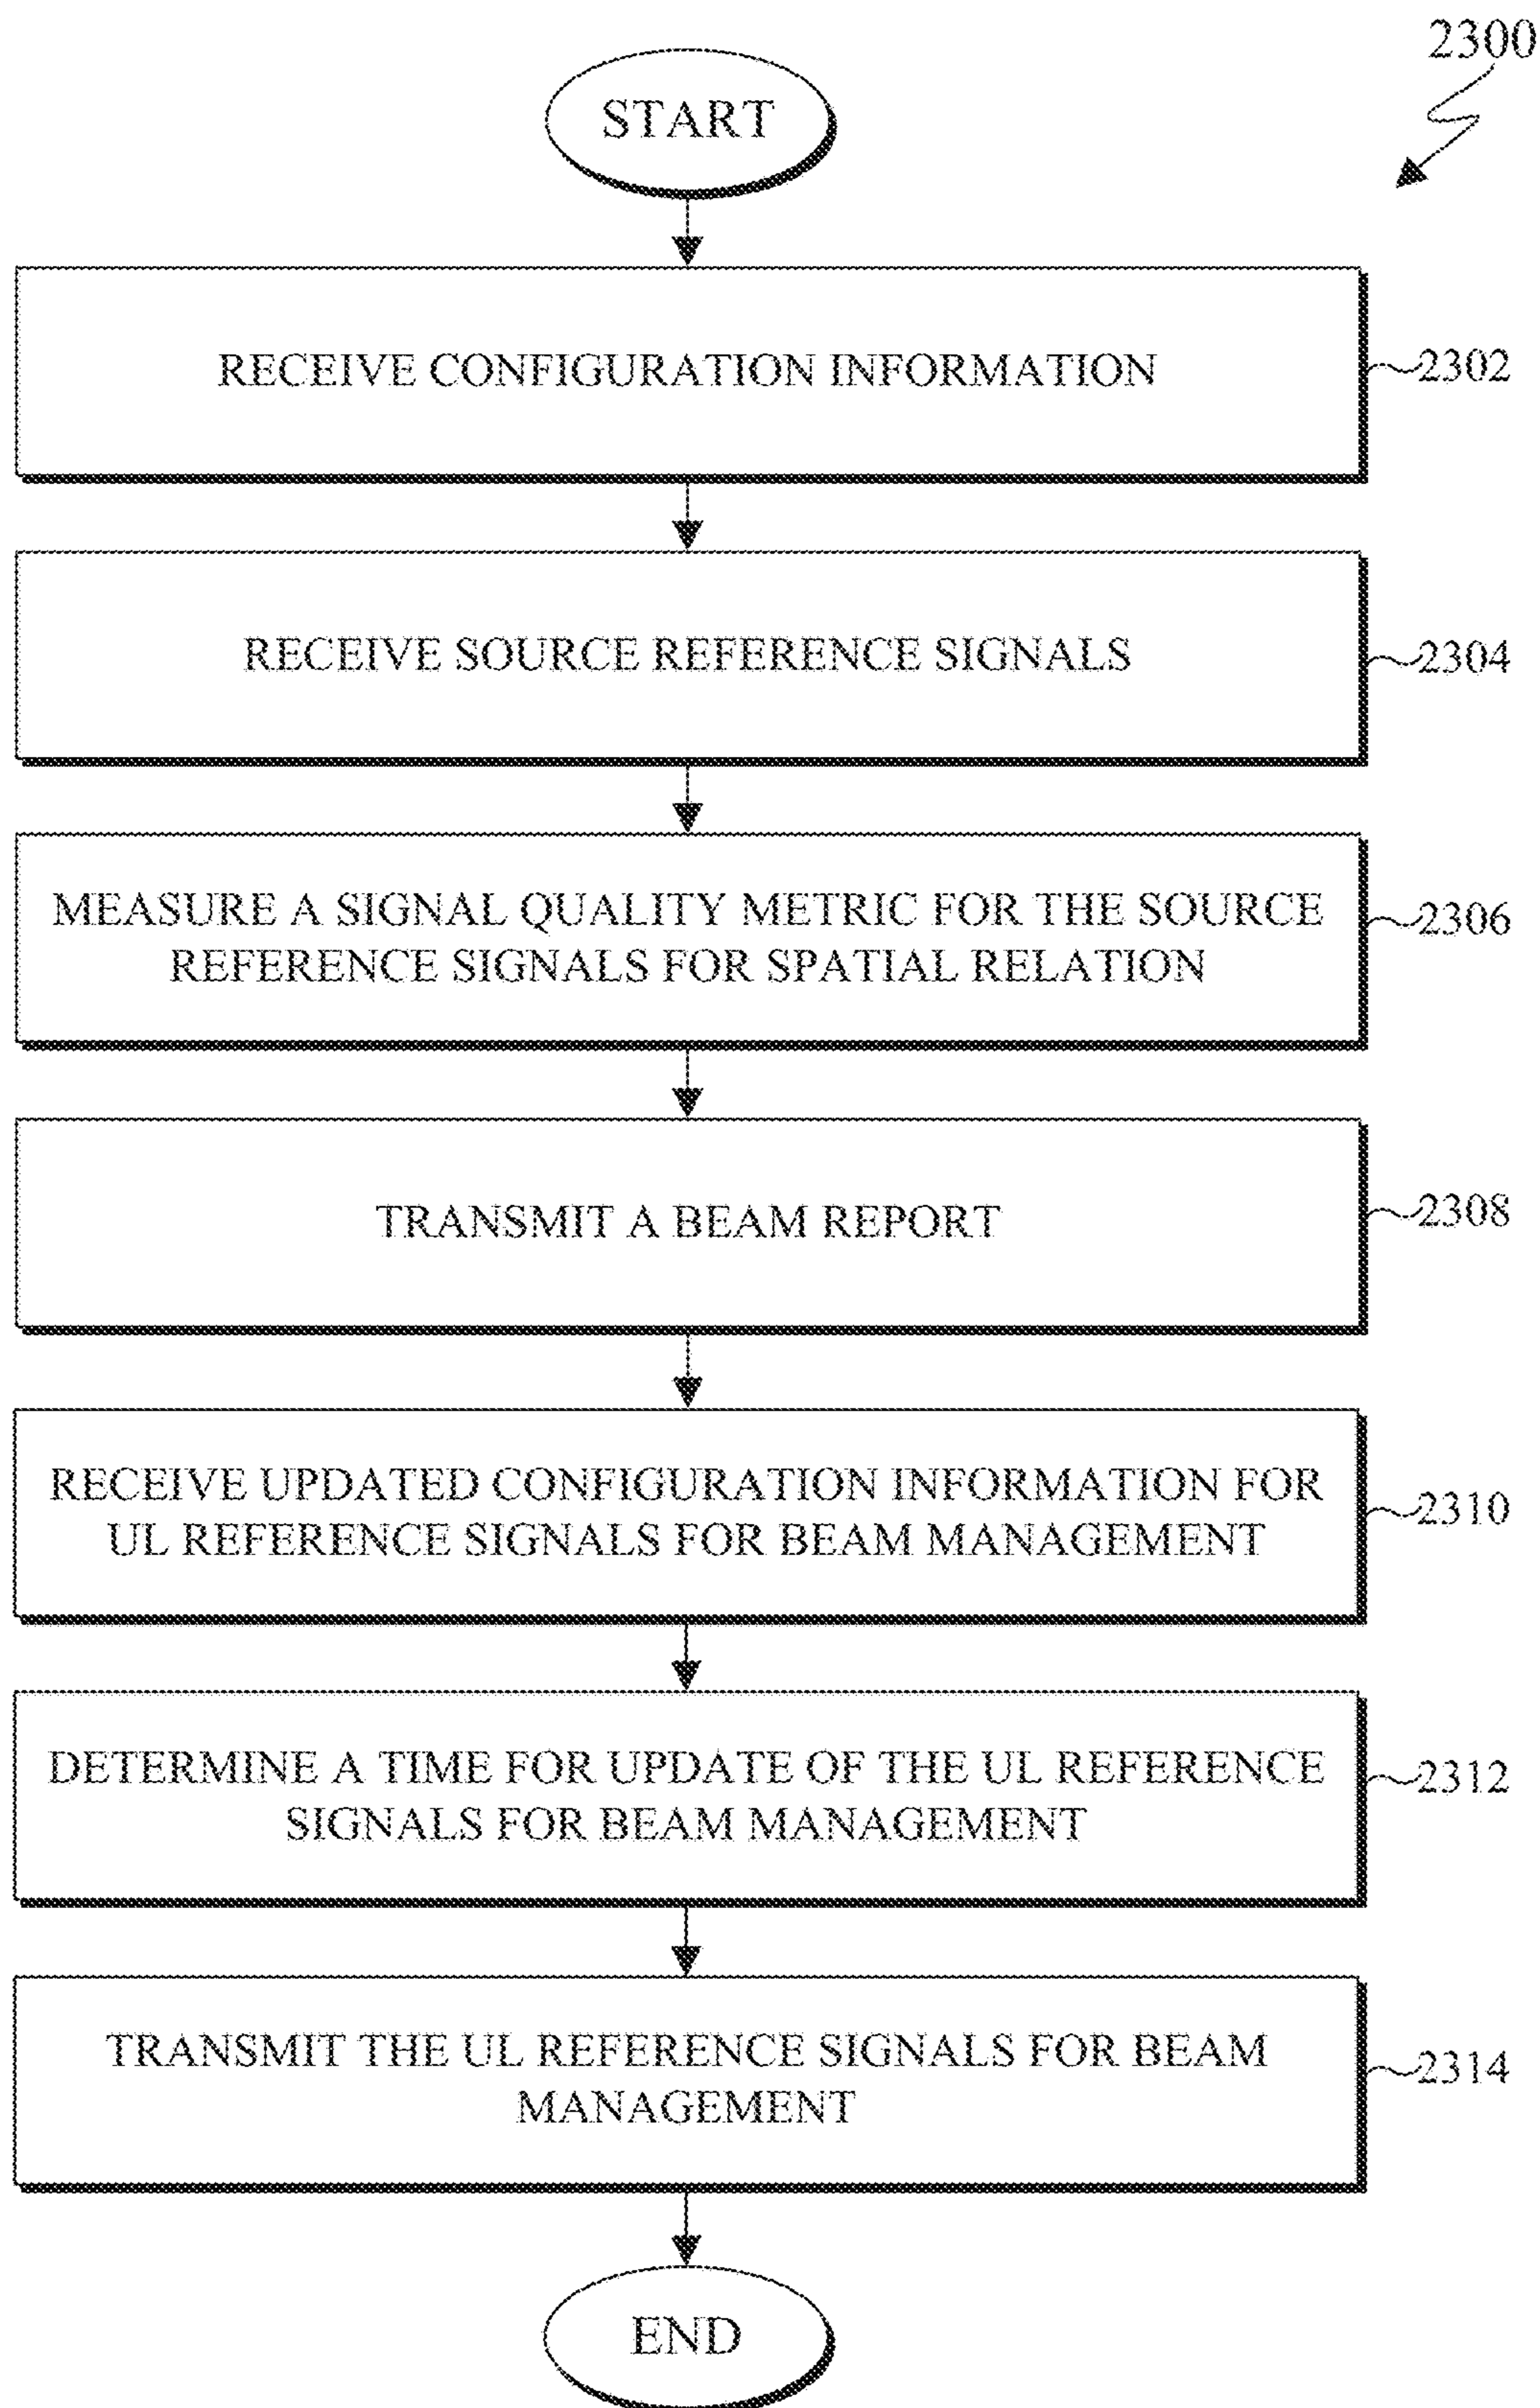 2300
START
RECEIVE CONFIGURATION INFORMATION
2302
RECEIVE SOURCE REFERENCE SIGNALS
2304
MEASURE A SIGNAL QUALITY METRIC FOR THE SOURCE
REFERENCE SIGNALS FOR SPATIAL RELATION
2306
TRANSMIT A BEAM REPORT
2308
RECEIVE UPDATED CONFIGURATION INFORMATION FOR
UL REFERENCE SIGNALS FOR BEAM MANAGEMENT
2310
DETERMINE A TIME FOR UPDATE OF THE UL REFERENCE
SIGNALS FOR BEAM MANAGEMENT
2312
TRANSMIT THE UL REFERENCE SIGNALS FOR BEAM
MANAGEMENT
2314
END